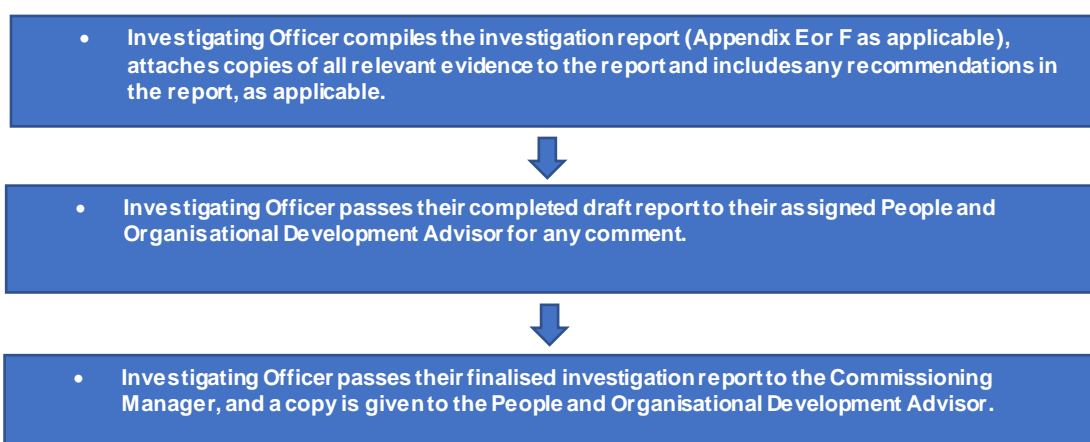 • Investigating Officer compiles the investigation report (Appendix E or F as applicable),
attaches copies of all relevant evidence to the report and includes any recommendations in
the report, as applicable.
• Investigating Officer passes their completed draft report to their assigned People and
Organisational Development Advisor for any comment.
• Investigating Officer passes their finalised investigation report to the Commissioning
Manager, and a copy is given to the People and Organisational Development Advisor.